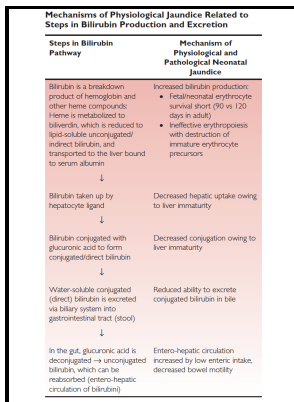 Mechanisms of Physiological Jaundice Related to
Steps in Bilirubin Production and Excretion
Steps in Bilirubin
Pathway
Mechanism of
Physiological and
Pathological Neonatal
Jaundice
Bilirubin is a breakdown
product of hemoglobin and
other heme compounds:
Heme is metabolized to
biliverdin, which is reduced to
lipid-soluble unconjugated/
indirect bilirubin, and
transported to the liver bound
to serum albumin
Increased bilirubin production:
• Fetal/neonatal erythrocyte
survival short (90 vs 120
days in adult)
• Ineffective erythropoiesis
with destruction of
immature erythrocyte
precursors
↓
Bilirubin taken up by
hepatocyte ligand
Decreased hepatic uptake owing
to liver immaturity
↓
Bilirubin conjugated with
glucuronic acid to form
conjugated/direct bilirubin
Decreased conjugation owing to
liver immaturity
↓
Water-soluble conjugated
(direct) bilirubin is excreted
via biliary system into
gastrointestinal tract (stool)
Reduced ability to excrete
conjugated bilirubin in bile
↓
In the gut, glucuronic acid is
deconjugated → unconjugated
bilirubin, which can be
reabsorbed (entero-hepatic
circulation of bilirubin)
Entero-hepatic circulation
increased by low enteric intake,
decreased bowel motility